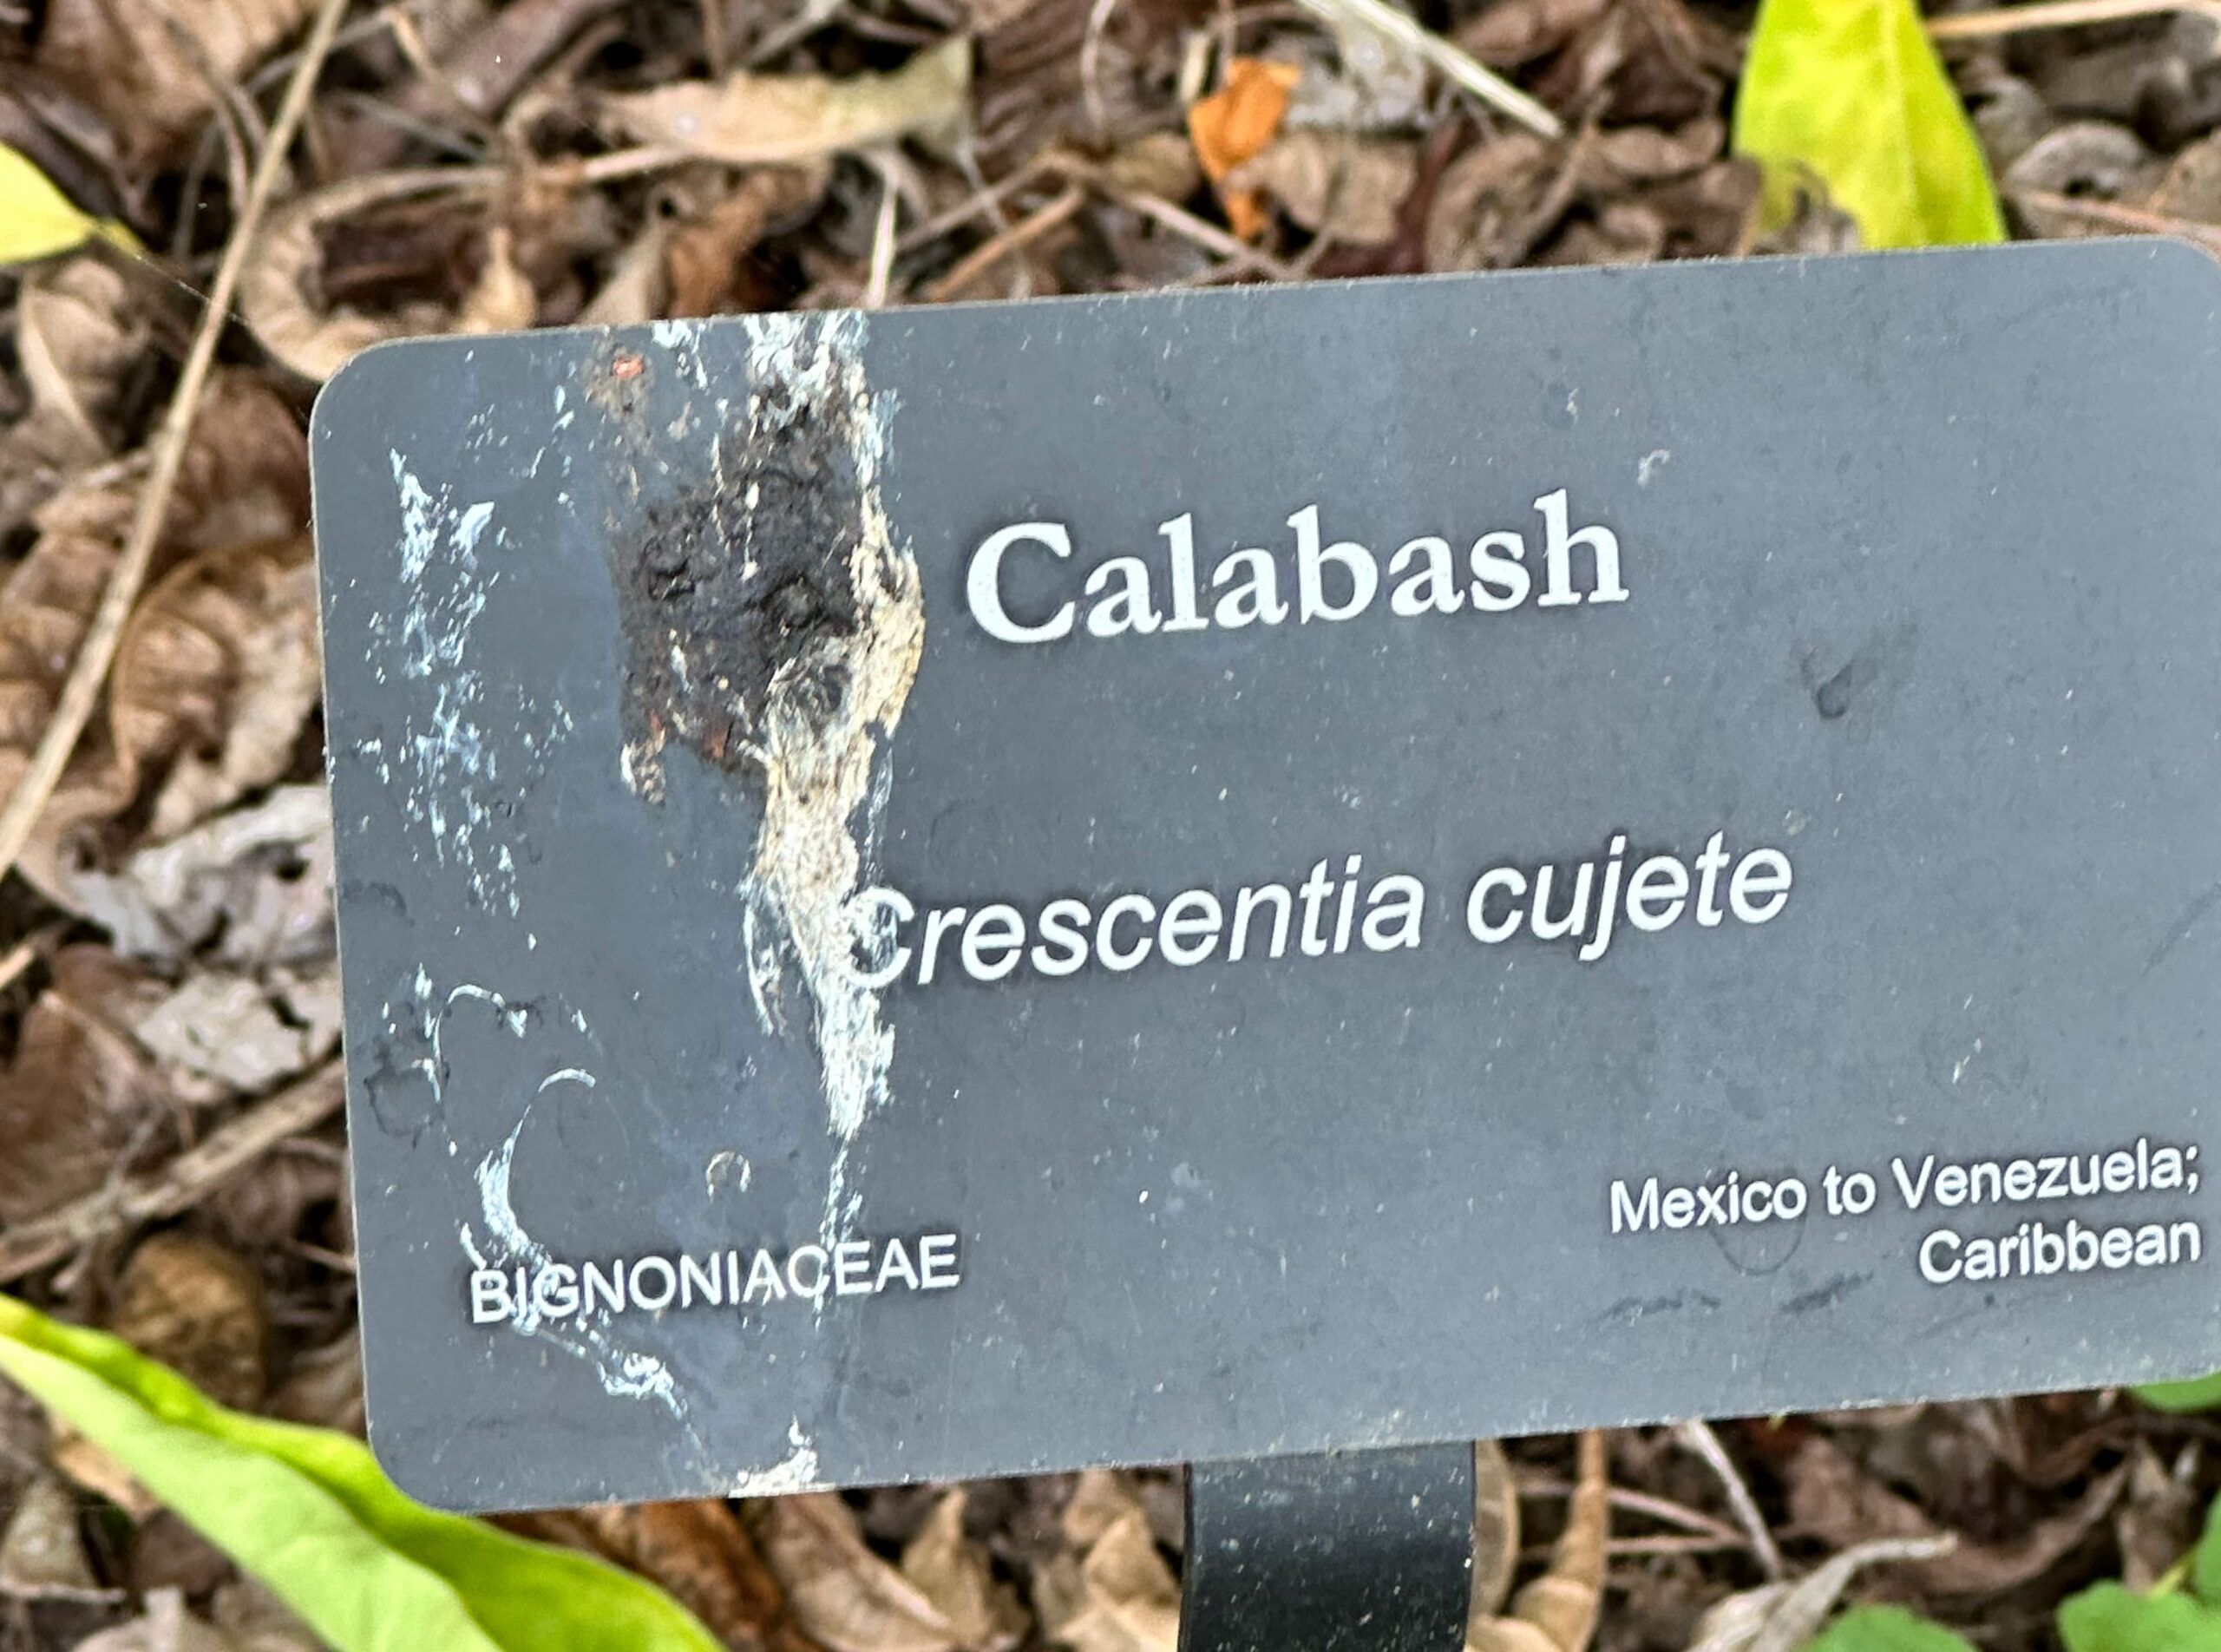 Calabash
Crescentia cujete
BIGNONIACEAE
Mexico to Venezuela;
Caribbean